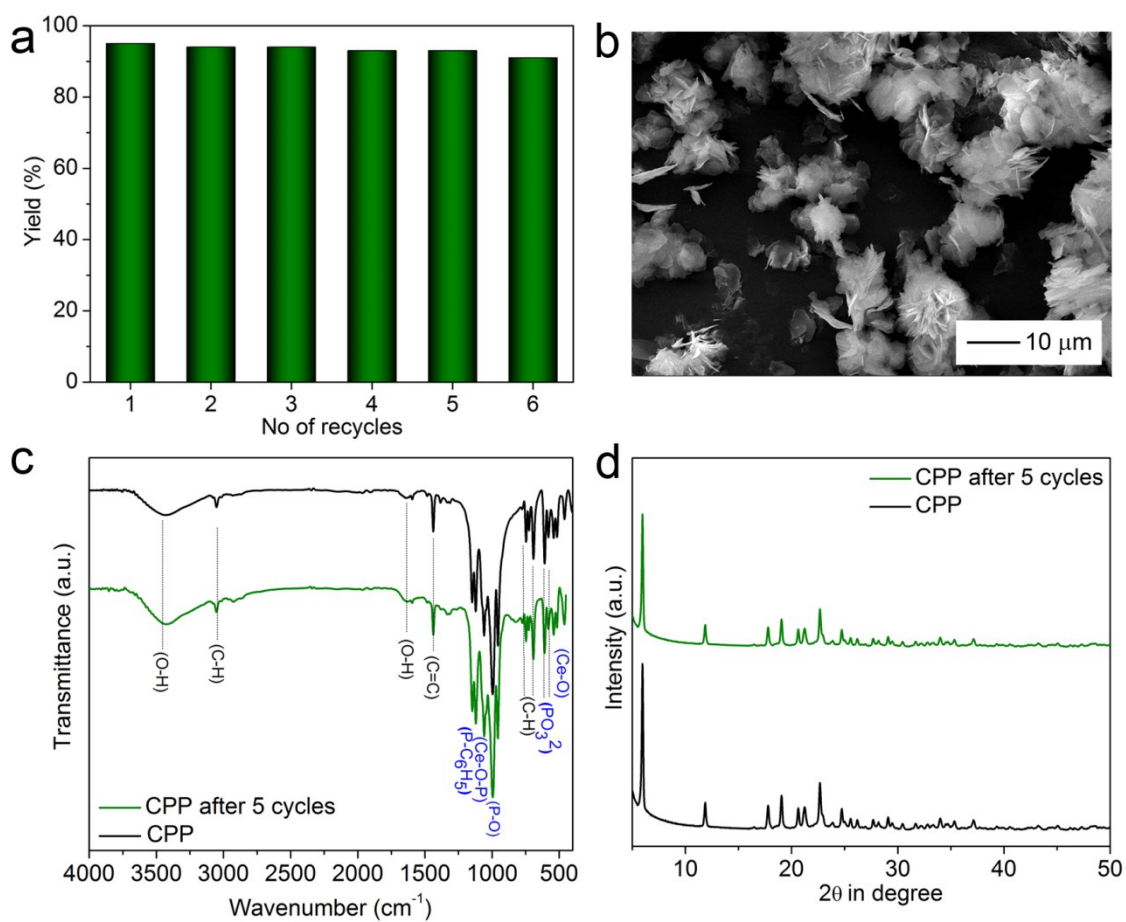 a
100
80
60
40
20
0
Yield (%)
1 2 3 4 5 6
No of recycles
b
10 μm
c
Transmittance (a.u.)
(O-H)
(C-H)
(O-H)
(C=C)
(P-C6H5)
(Ce-O-P)
(P-O)
(C-H)
(PO3 2)
(Ce-O)
CPP after 5 cycles
CPP
4000 3500 3000 2500 2000 1500 1000 500
Wavenumber (cm-1)
d
CPP after 5 cycles
CPP
Intensity (a.u.)
10 20 30 40 50
2θ in degree